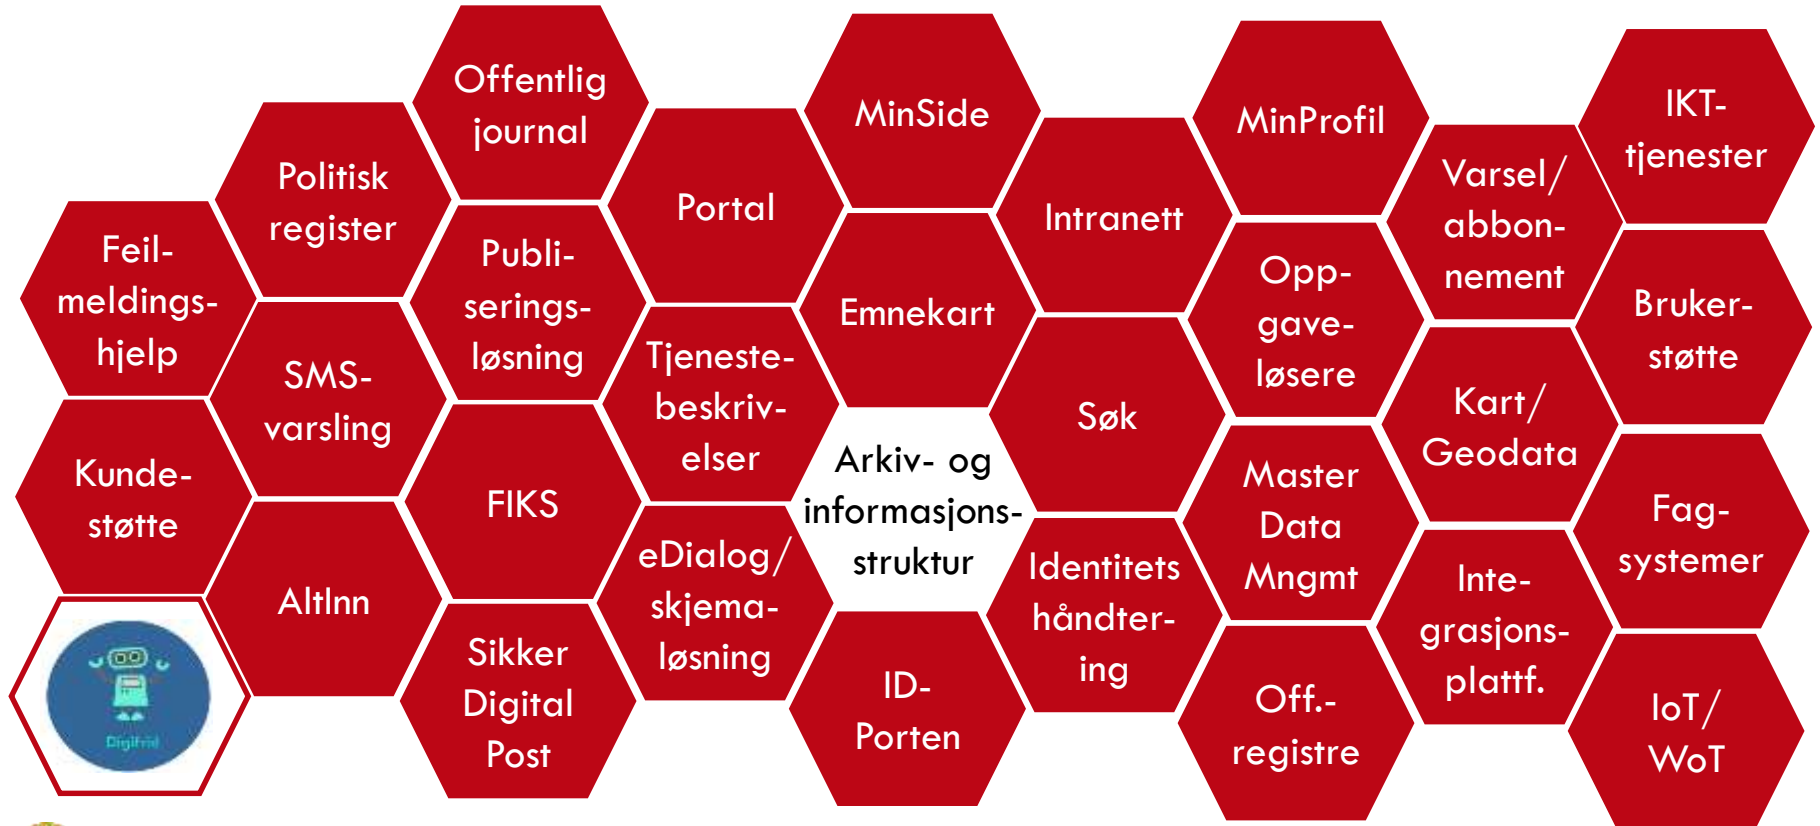 Feil-
meldings-
hjelp
Kunde-
støtte
Digifrid
Politisk
register
SMS-
varsling
AltInn
Offentlig
journal
Publi-
serings-
løsning
FIKS
Sikker
Digital
Post
Portal
Tjeneste-
beskriv-
elser
eDialog/
skjema-
løsning
MinSide
Emnekart
Arkiv- og
informasjons-
struktur
ID-
Porten
Intranett
Søk
Identitets
håndter-
ing
MinProfil
Opp-
gave-
løsere
Master
Data
Mngmt
Off.-
registre
Varsel/
abbon-
nement
Kart/
Geodata
Inte-
grasjons-
plattf.
IKT-
tjenester
Bruker-
støtte
Fag-
systemer
IoT/
WoT